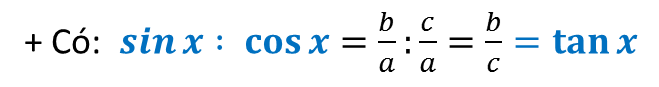 + Có: sin x : cos x = b/a : c/a = b/c = tan x